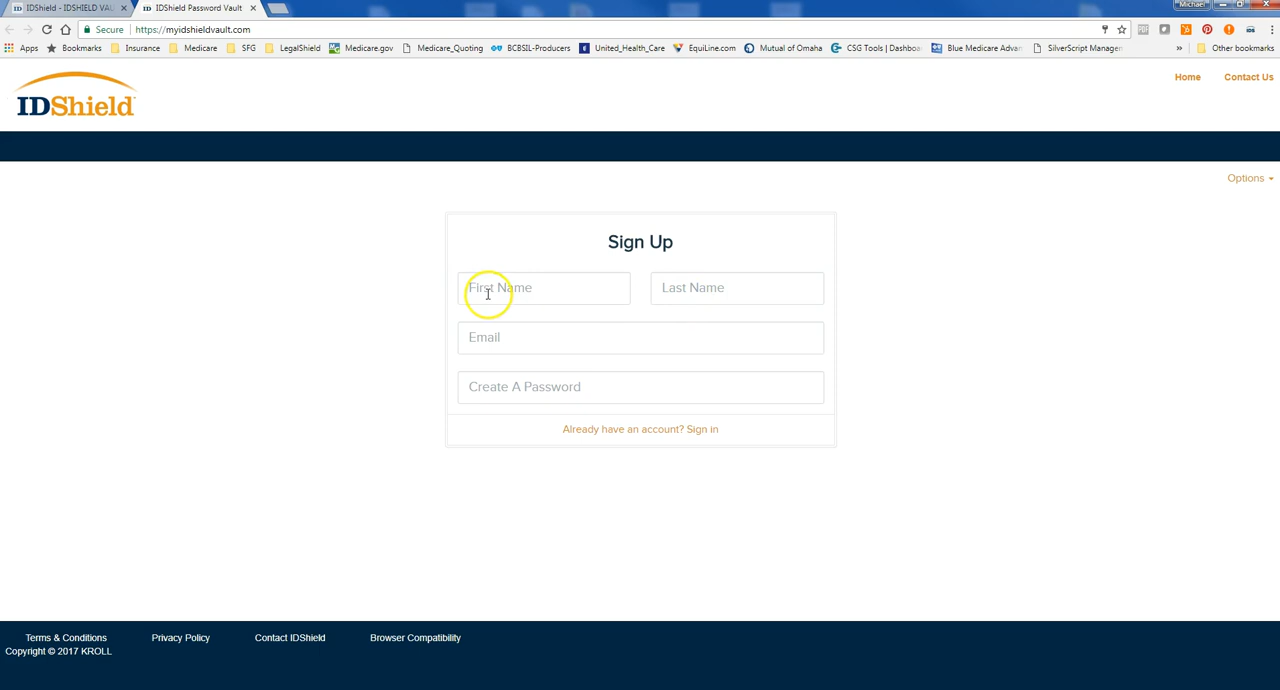 IDShield - IDSHIELD VAU
IDShield Password Vault
Michael
Secure
https://myidshieldvault.com
Apps Bookmarks Insurance Medicare SFG LegalShield Medicare.gov Medicare_Quoting BCBSIL-Producers United_Health_Care EquiLine.com Mutual of Omaha CSG Tools | Dashboa Blue Medicare Advan SilverScript Managem » Other bookmarks
IDShield
Home Contact Us
Options
Sign Up
First Name Last Name
Email
Create A Password
Already have an account? Sign in
Terms & Conditions Privacy Policy Contact IDShield Browser Compatibility
Copyright © 2017 KROLL